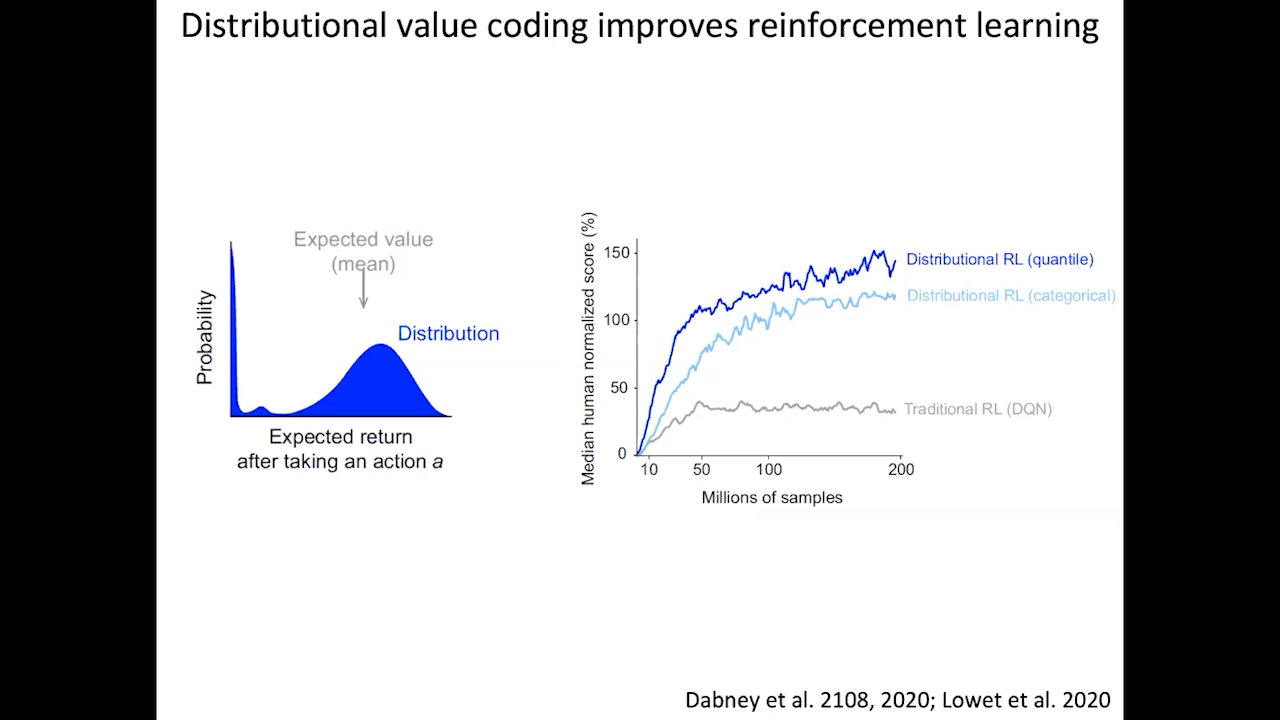 Distributional value coding improves reinforcement learning
Expected value
(mean)
Distribution
Probability
Expected return
after taking an action a
Median human normalized score (%)
150
100
50
0
10
50
100
200
Millions of samples
Distributional RL (quantile)
Distributional RL (categorical)
Traditional RL (DQN)
Dabney et al. 2108, 2020; Lowet et al. 2020